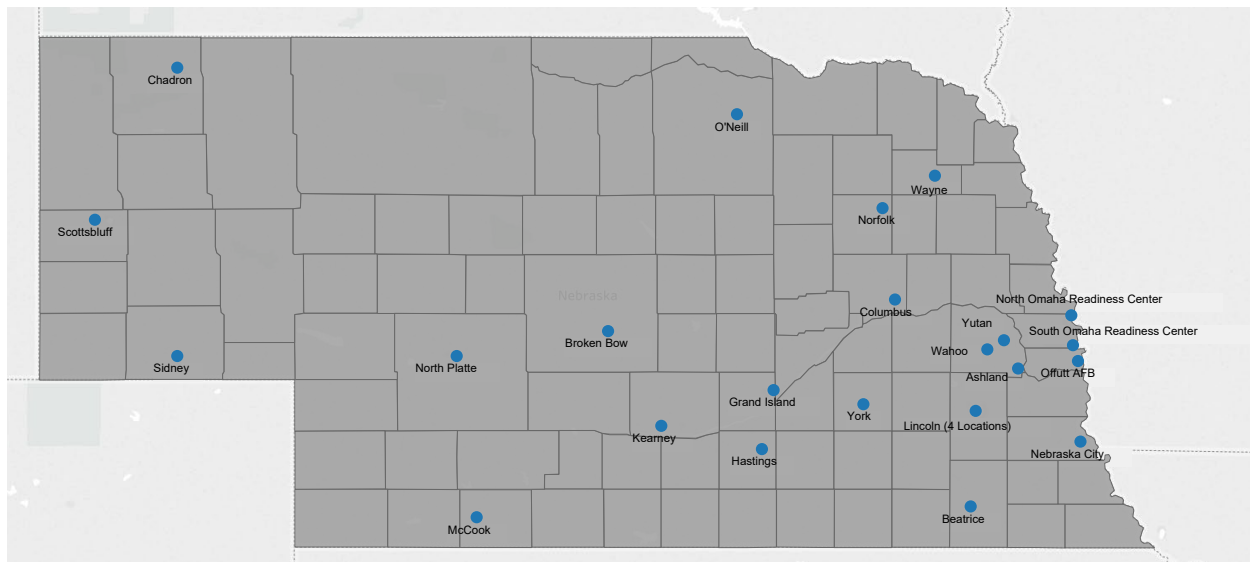 Chadron
O'Neill
Wayne
Norfolk
Scottsbluff
Nebraska
North Omaha Readiness Center
Columbus
Yutan
South Omaha Readiness Center
Broken Bow
Wahoo
Sidney
North Platte
Ashland
Offutt AFB
Grand Island
York
Lincoln (4 Locations)
Kearney
Nebraska City
Hastings
Beatrice
McCook